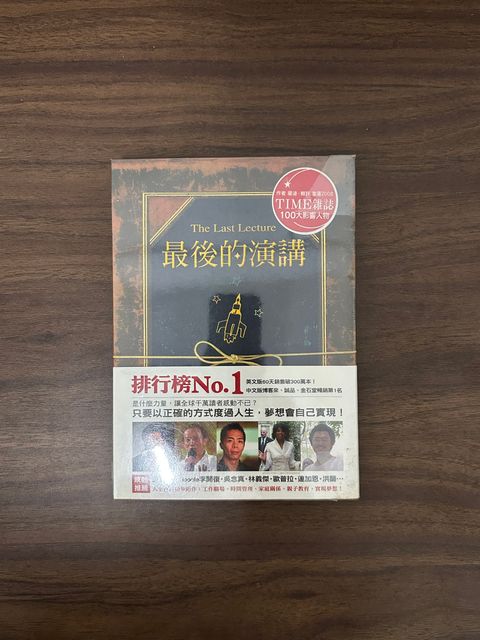 作者 蘭迪·鮑許 榮選2008
TIME雜誌
100大影響人物
The Last Lecture
最後的演講
排行榜No.1
英文版60天銷售破300萬本！
中文版博客來、誠品、金石堂暢銷第1名
是什麼力量，讓全球千萬讀者感動不已？
只要以正確的方式度過人生，夢想會自己實現！
感動推薦
李開復·吳念真·林義傑·歐普拉·蓮加恩·洪蘭…
工作職場·時間管理·家庭關係·親子教育·實現夢想！